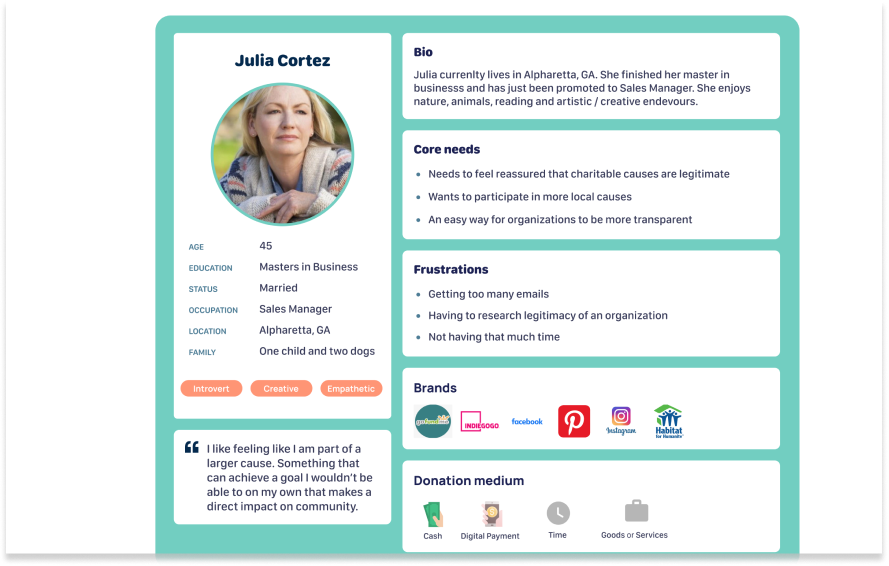 Julia Cortez
AGE 45
EDUCATION Masters in Business
STATUS Married
OCCUPATION Sales Manager
LOCATION Alpharetta, GA
FAMILY One child and two dogs
Introvert Creative Empathetic
“ I like feeling like I am part of a
larger cause. Something that
can achieve a goal I wouldn’t be
able to on my own that makes a
direct impact on community.
Bio
Julia currenlty lives in Alpharetta, GA. She finished her master in
businesss and has just been promoted to Sales Manager. She enjoys
nature, animals, reading and artistic / creative endevours.
Core needs
• Needs to feel reassured that charitable causes are legitimate
• Wants to participate in more local causes
• An easy way for organizations to be more transparent
Frustrations
• Getting too many emails
• Having to research legitimacy of an organization
• Not having that much time
Brands
gofundme INDIEGOGO facebook Instagram Habitat
for Humanity
Donation medium
Cash Digital Payment Time Goods or Services